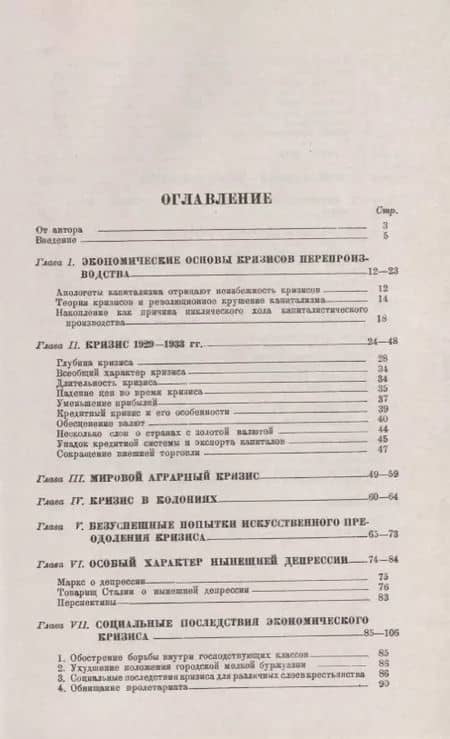 ОГЛАВЛЕНИЕ
Стр.
От автора 3
Введение 5
Глава I. ЭКОНОМИЧЕСКИЕ ОСНОВЫ КРИЗИСОВ ПЕРЕПРОИЗ-
ВОДСТВА 12—23
Апологеты капитализма отрицают неизбежность кризисов 12
Теория кризисов и революционное крушение капитализма 14
Накопление как причина циклического хода капиталистического
производства 18
Глава II. КРИЗИС 1929—1933 гг. 24—48
Глубина кризиса 28
Всеобщий характер кризиса 34
Длительность кризиса 34
Падение цен во время кризиса 35
Уменьшение прибылей 37
Кредитный кризис и его особенности 39
Обесценение валют 40
Несколько слов о странах с золотой валютой 44
Упадок кредитной системы и экспорта капиталов 45
Сокращение внешней торговли 47
Глава III. МИРОВОЙ АГРАРНЫЙ КРИЗИС 49—59
Глава IV. КРИЗИС В КОЛОНИЯХ 60—64
Глава V. БЕЗУСПЕШНЫЕ ПОПЫТКИ ИСКУССТВЕННОГО ПРЕ-
ОДОЛЕНИЯ КРИЗИСА 65—73
Глава VI. ОСОБЫЙ ХАРАКТЕР НЫНЕШНЕЙ ДЕПРЕССИИ 74—84
Маркс о депрессии 75
Товарищ Сталин о нынешней депрессии 76
Перспективы 83
Глава VII. СОЦИАЛЬНЫЕ ПОСЛЕДСТВИЯ ЭКОНОМИЧЕСКОГО
КРИЗИСА 85—106
1. Обострение борьбы внутри господствующих классов 85
2. Ухудшение положения городской мелкой буржуазии 86
3. Социальные последствия кризиса для различных слоев крестьянства 86
4. Обнищание пролетариата 90